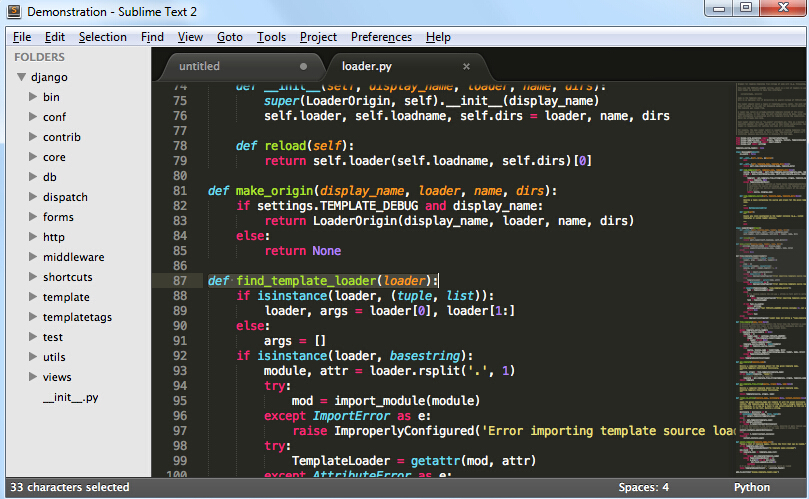 Demonstration - Sublime Text 2
File Edit Selection Find View Goto Tools Project Preferences Help
FOLDERS
django
bin
conf
contrib
core
db
dispatch
forms
http
middleware
shortcuts
template
templatetags
test
utils
views
__init__.py
untitled
loader.py
74 def __init__(self, display_name, loader, name, dirs):
75 super(LoaderOrigin, self).__init__(display_name)
76 self.loader, self.loadname, self.dirs = loader, name, dirs
77
78 def reload(self):
79 return self.loader(self.loadname, self.dirs)[0]
80
81 def make_origin(display_name, loader, name, dirs):
82 if settings.TEMPLATE_DEBUG and display_name:
83 return LoaderOrigin(display_name, loader, name, dirs)
84 else:
85 return None
86
87 def find_template_loader(loader):
88 if isinstance(loader, (tuple, list)):
89 loader, args = loader[0], loader[1:]
90 else:
91 args = []
92 if isinstance(loader, basestring):
93 module, attr = loader.rsplit('.', 1)
94 try:
95 mod = import_module(module)
96 except ImportError as e:
97 raise ImproperlyConfigured('Error importing template source loa
98 try:
99 TemplateLoader = getattr(mod, attr)
100 except AttributeError as e:
33 characters selected
Spaces: 4
Python